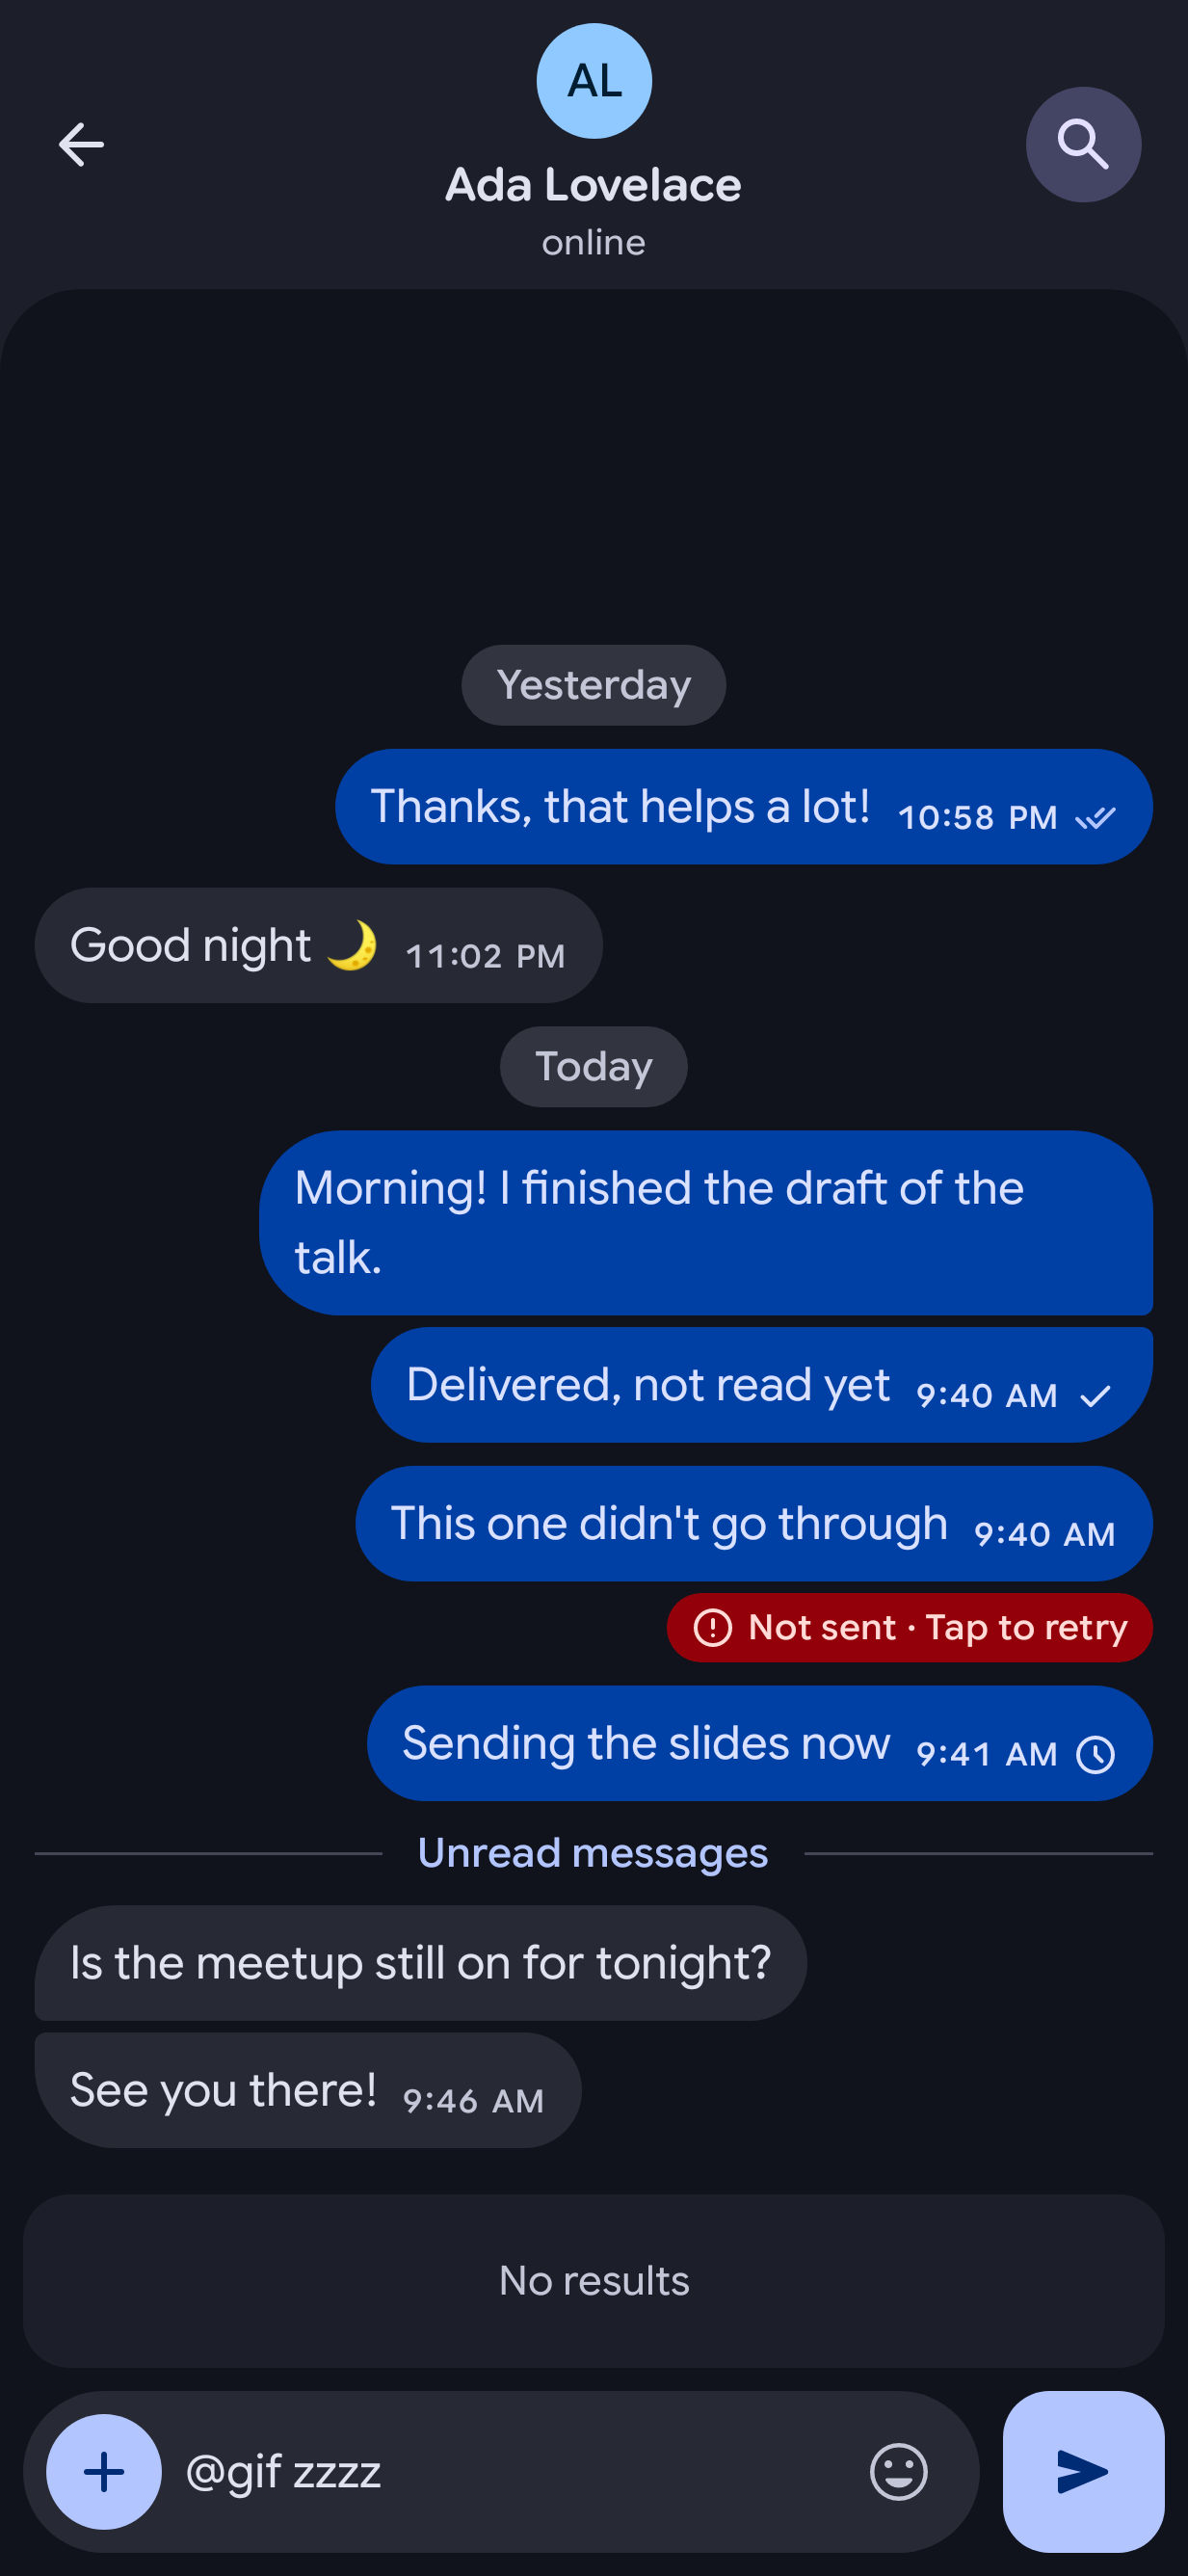 AL
Ada Lovelace
online
Yesterday
Thanks, that helps a lot! 10:58 PM
Good night 🌙 11:02 PM
Today
Morning! I finished the draft of the
talk.
Delivered, not read yet 9:40 AM
This one didn't go through 9:40 AM
Not sent · Tap to retry
Sending the slides now 9:41 AM
Unread messages
Is the meetup still on for tonight?
See you there! 9:46 AM
No results
@gif zzzz